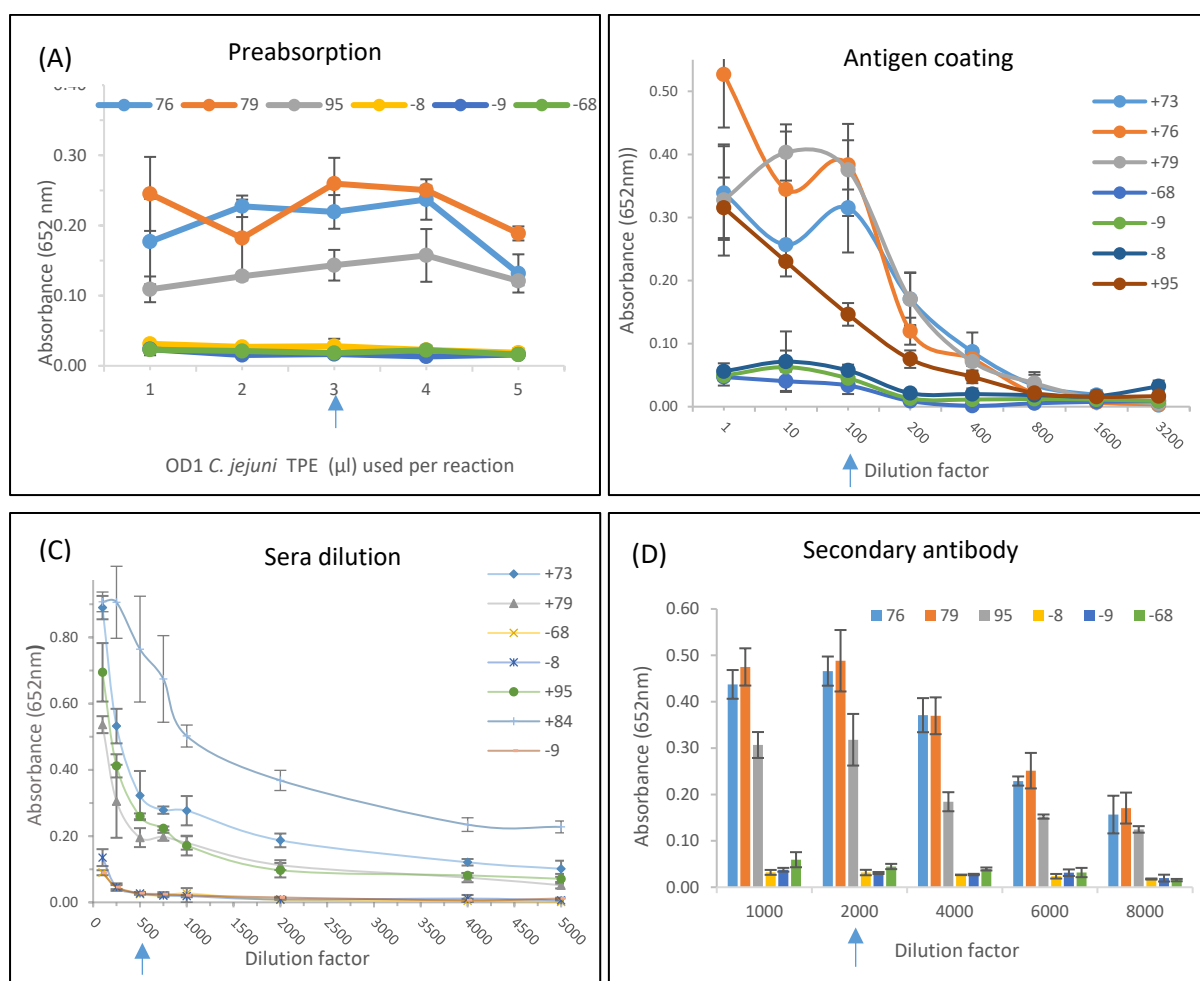 (A)
Preabsorption
76 79 95 -8 -9 -68
0.30
0.20
0.10
0.00
Absorbance (652 nm)
1 2 3 4 5
OD1 C. jejuni TPE (µl) used per reaction
Antigen coating
0.50
0.40
0.30
0.20
0.10
0.00
Absorbance (652nm))
+73
+76
+79
-68
-9
-8
+95
1 10 100 200 400 800 1600 3200
Dilution factor
(C)
Sera dilution
0.80
0.60
0.40
0.20
0.00
Absorbance (652nm)
+73
+79
-68
-8
+95
+84
-9
0 500 1000 1500 2000 2500 3000 3500 4000 4500 5000
Dilution factor
(D)
Secondary antibody
0.60
0.50
0.40
0.30
0.20
0.10
0.00
Absorbance (652nm)
76 79 95 -8 -9 -68
1000 2000 4000 6000 8000
Dilution factor